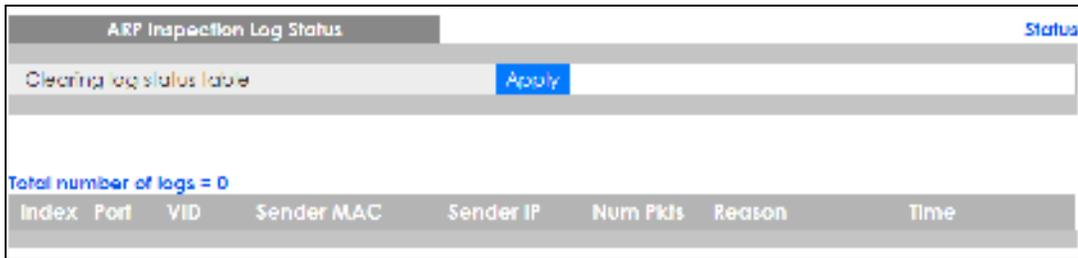 ARP Inspection Log Status Status
Clearing log status table Apply
Total number of logs = 0
Index Port VID Sender MAC Sender IP Num Pkts Reason Time